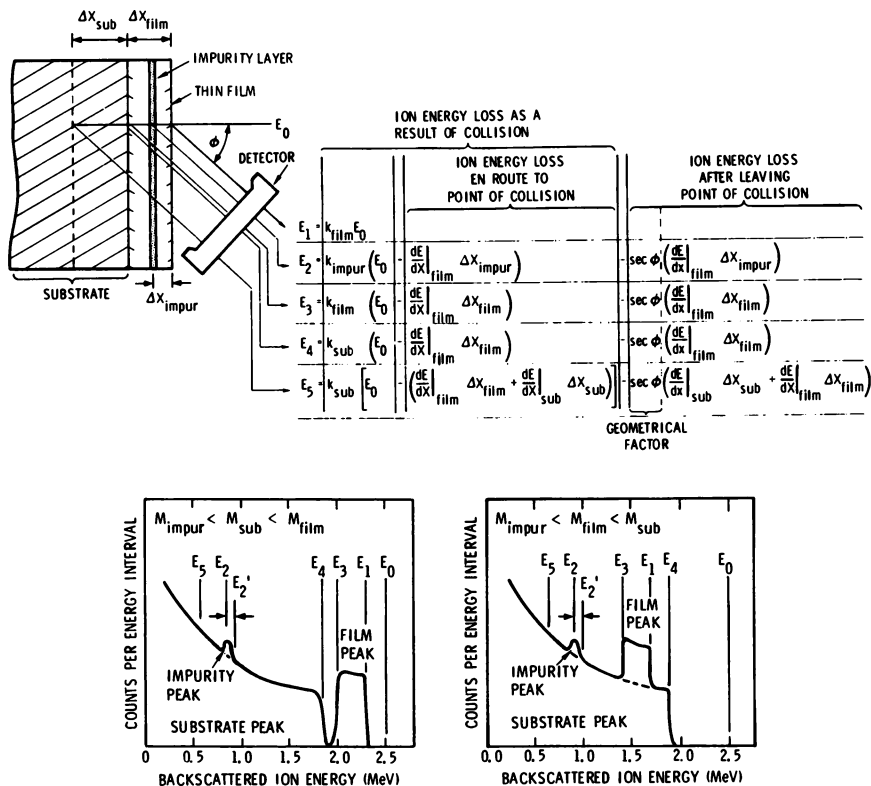 ΔX_sub ΔX_film
IMPURITY LAYER
THIN FILM
E_0
ϕ
DETECTOR
SUBSTRATE
ΔX_impur
ION ENERGY LOSS AS A
RESULT OF COLLISION
ION ENERGY LOSS
EN ROUTE TO
POINT OF COLLISION
ION ENERGY LOSS
AFTER LEAVING
POINT OF COLLISION
E_1 = k_film E_0
E_2 = k_impur (E_0 - dE/dX|_film ΔX_impur) - sec ϕ (dE/dx|_film ΔX_impur)
E_3 = k_film (E_0 - dE/dX|_film ΔX_film) - sec ϕ (dE/dx|_film ΔX_film)
E_4 = k_sub (E_0 - dE/dX|_film ΔX_film) - sec ϕ (dE/dx|_film ΔX_film)
E_5 = k_sub [E_0 - (dE/dX|_film ΔX_film + dE/dX|_sub ΔX_sub)] - sec ϕ (dE/dx|_sub ΔX_sub + dE/dx|_film ΔX_film)
GEOMETRICAL
FACTOR
COUNTS PER ENERGY INTERVAL
M_impur < M_sub < M_film
E_5 E_2 E_4 E_3 E_1 E_0
E_2'
FILM
PEAK
IMPURITY
PEAK
SUBSTRATE PEAK
0 0.5 1.0 1.5 2.0 2.5
BACKSCATTERED ION ENERGY (MeV)
COUNTS PER ENERGY INTERVAL
M_impur < M_film < M_sub
E_5 E_2 E_3 E_1 E_4 E_0
E_2'
FILM
PEAK
IMPURITY
PEAK
SUBSTRATE PEAK
0.0 0.5 1.0 1.5 2.0 2.5
BACKSCATTERED ION ENERGY (MeV)